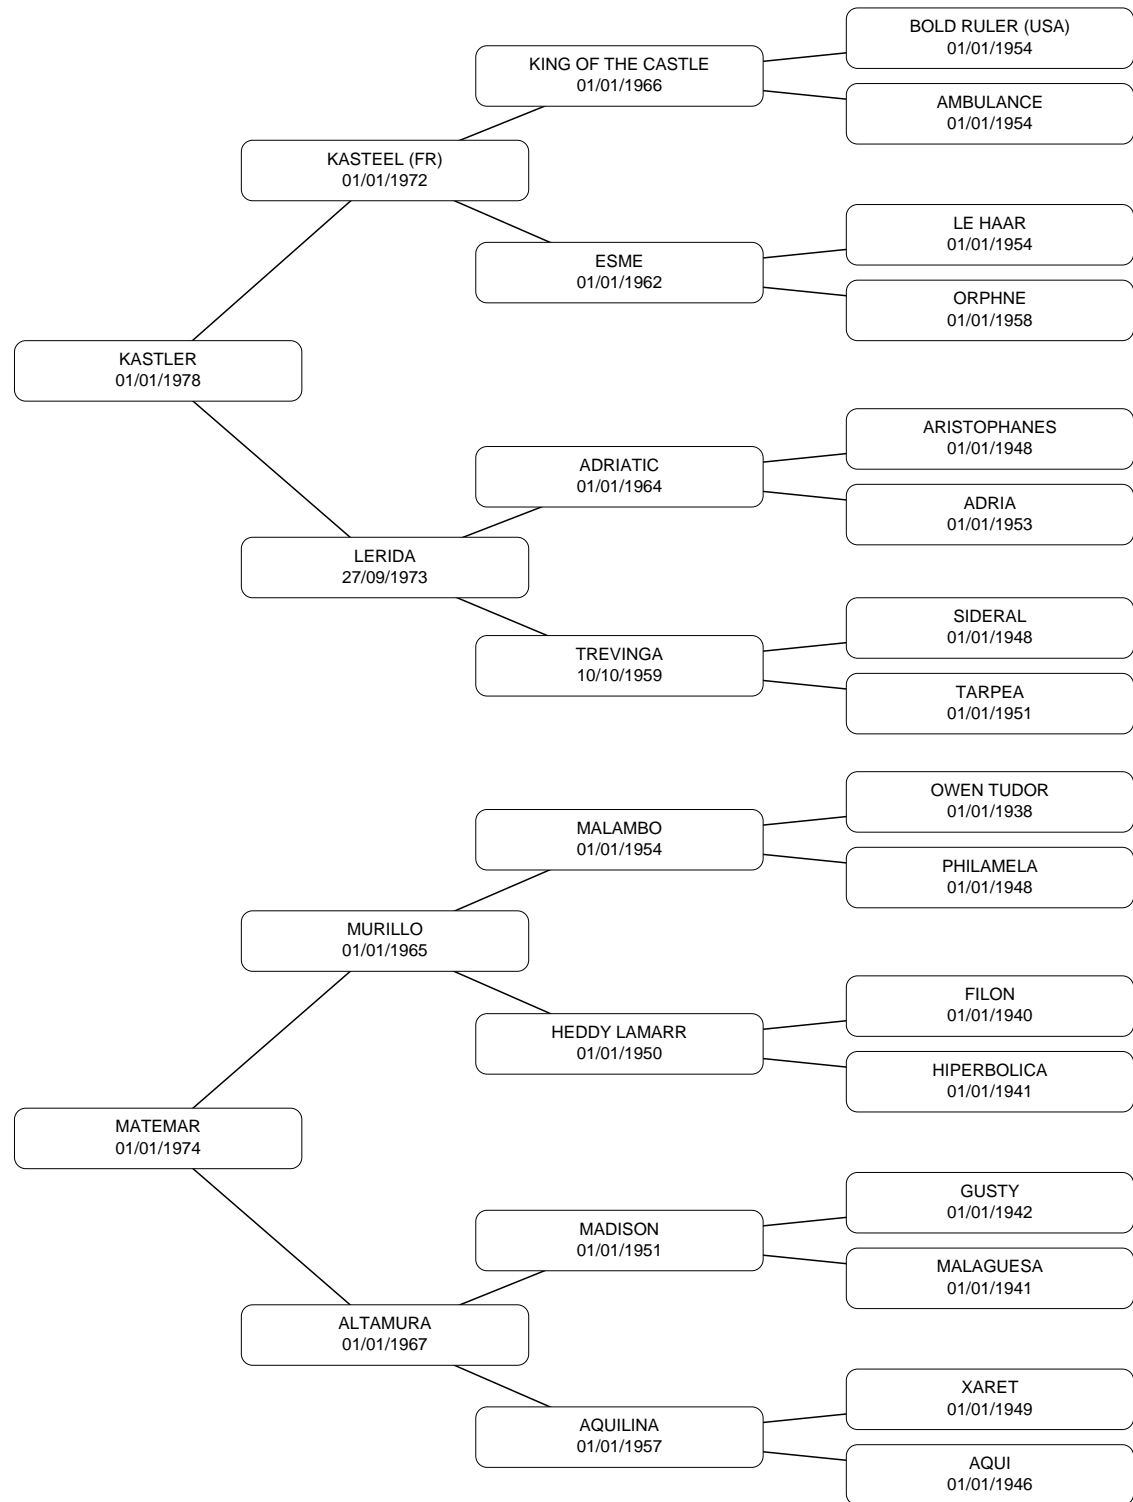 BOLD RULER (USA)
01/01/1954
KING OF THE CASTLE
01/01/1966
AMBULANCE
01/01/1954
KASTEEL (FR)
01/01/1972
LE HAAR
01/01/1954
ESME
01/01/1962
ORPHNE
01/01/1958
KASTLER
01/01/1978
ARISTOPHANES
01/01/1948
ADRIATIC
01/01/1964
ADRIA
01/01/1953
LERIDA
27/09/1973
SIDERAL
01/01/1948
TREVINGA
10/10/1959
TARPEA
01/01/1951
OWEN TUDOR
01/01/1938
MALAMBO
01/01/1954
PHILAMELA
01/01/1948
MURILLO
01/01/1965
FILON
01/01/1940
HEDDY LAMARR
01/01/1950
HIPERBOLICA
01/01/1941
MATEMAR
01/01/1974
GUSTY
01/01/1942
MADISON
01/01/1951
MALAGUESA
01/01/1941
ALTAMURA
01/01/1967
XARET
01/01/1949
AQUILINA
01/01/1957
AQUI
01/01/1946